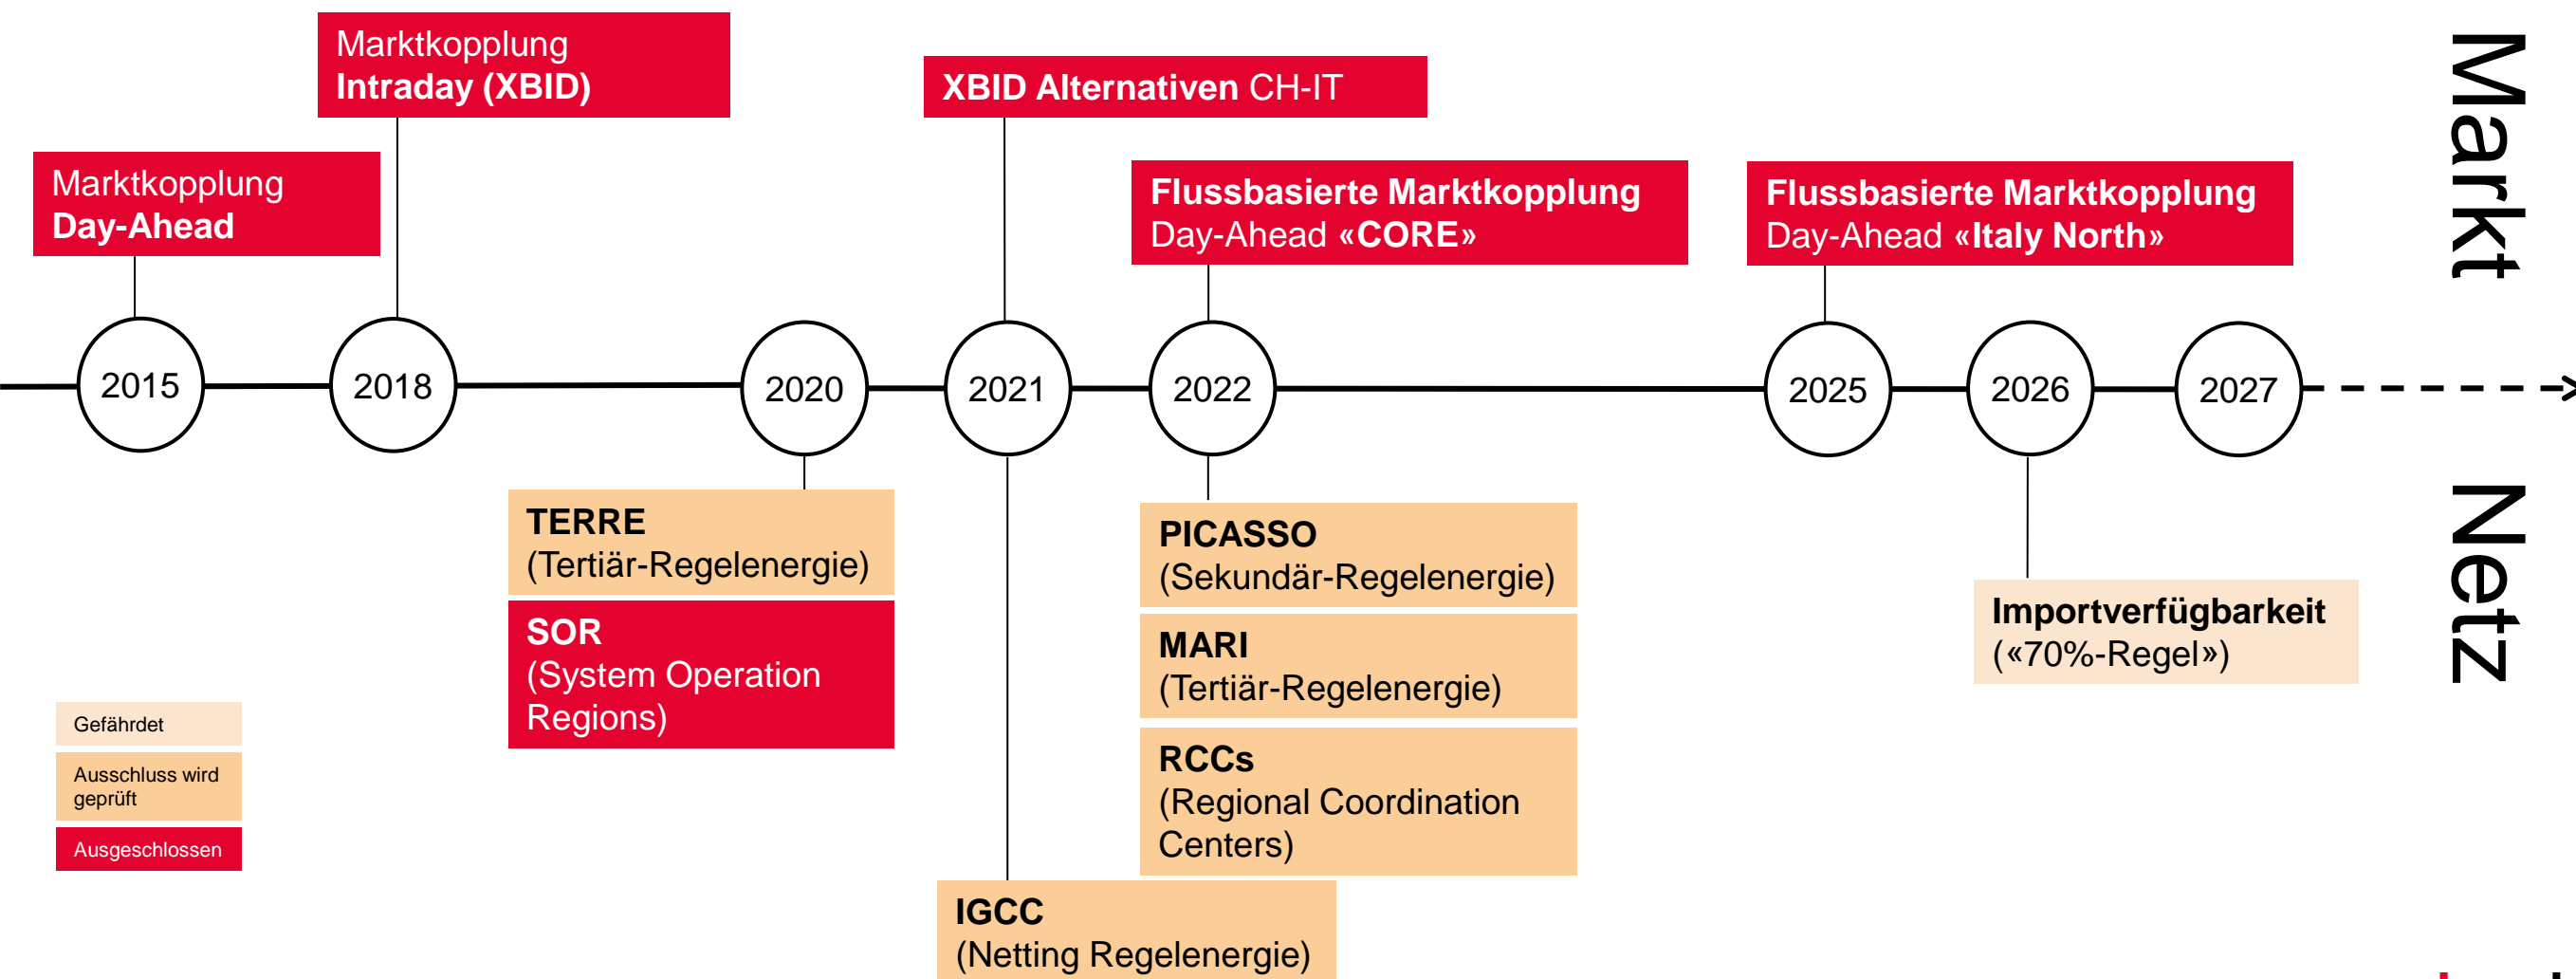 Marktkopplung
Day-Ahead
Marktkopplung
Intraday (XBID)
XBID Alternativen CH-IT
Flussbasierte Marktkopplung
Day-Ahead «CORE»
Flussbasierte Marktkopplung
Day-Ahead «Italy North»
Markt
2015
2018
2020
2021
2022
2025
2026
2027
TERRE
(Tertiär-Regelenergie)
SOR
(System Operation
Regions)
IGCC
(Netting Regelenergie)
PICASSO
(Sekundär-Regelenergie)
MARI
(Tertiär-Regelenergie)
RCCs
(Regional Coordination
Centers)
Importverfügbarkeit
(«70%-Regel»)
Netz
Gefährdet
Ausschluss wird
geprüft
Ausgeschlossen